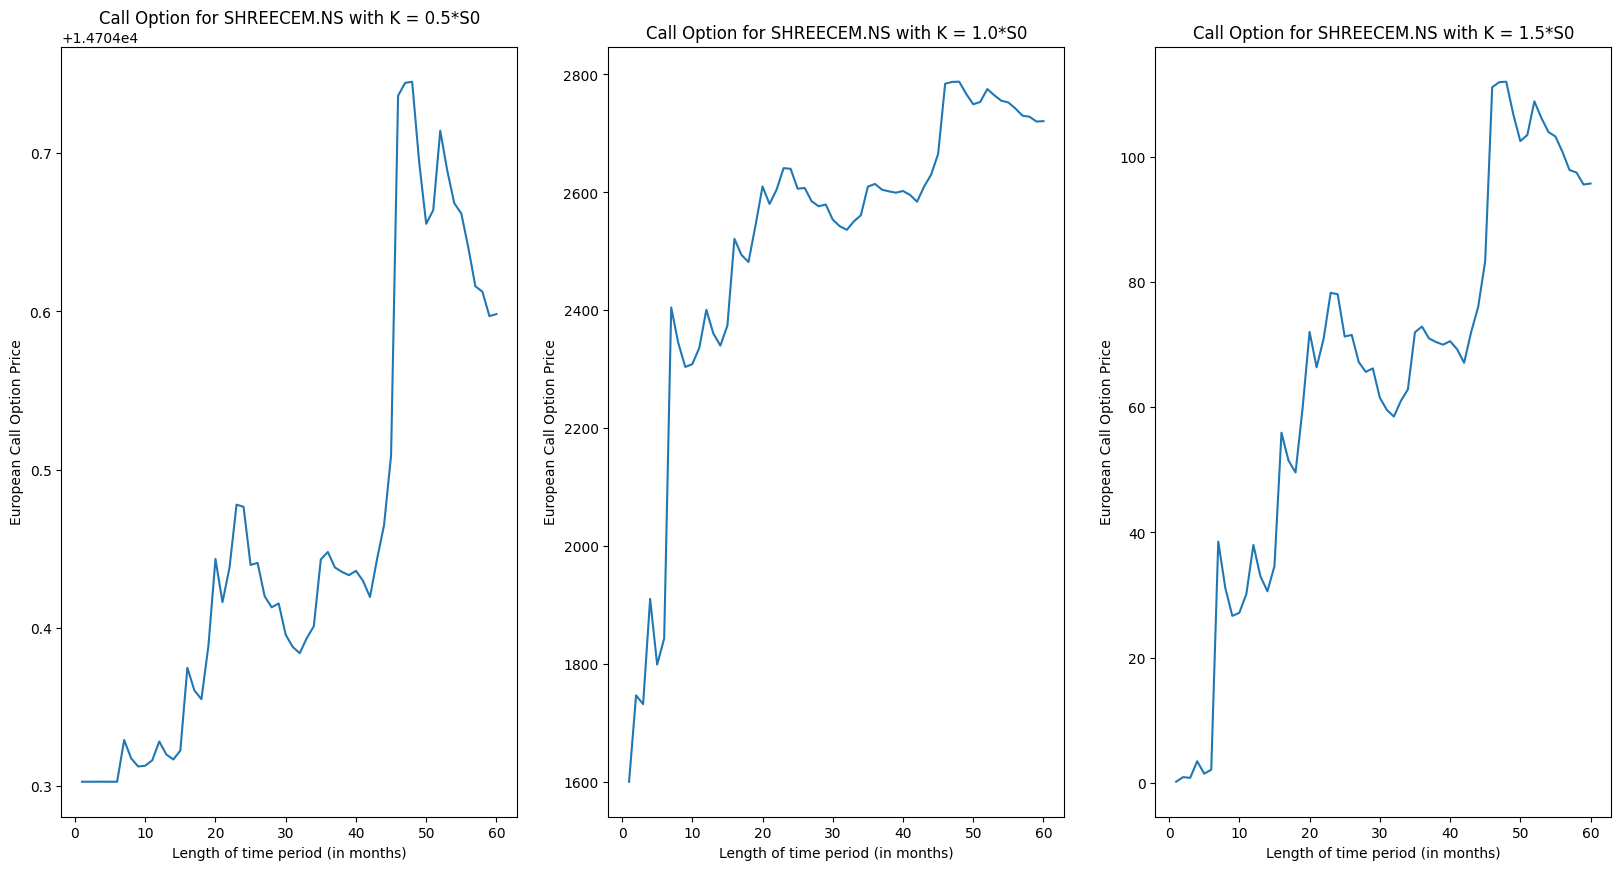 Call Option for SHREECEM.NS with K = 0.5*S0
+1.4704e4
0.7
0.6
0.5
0.4
0.3
0 10 20 30 40 50 60
European Call Option Price
Length of time period (in months)
Call Option for SHREECEM.NS with K = 1.0*S0
2800
2600
2400
2200
2000
1800
1600
0 10 20 30 40 50 60
European Call Option Price
Length of time period (in months)
Call Option for SHREECEM.NS with K = 1.5*S0
100
80
60
40
20
0
0 10 20 30 40 50 60
European Call Option Price
Length of time period (in months)